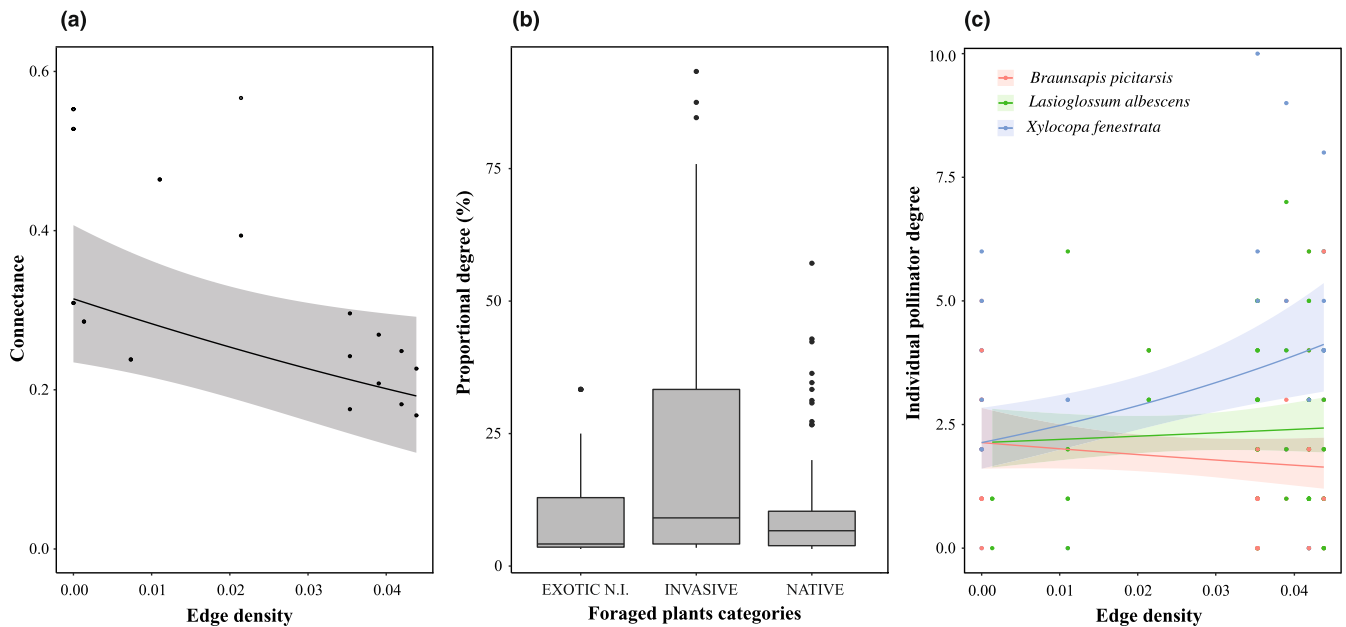 (a)
Connectance
0.6
0.4
0.2
0.0
0.00 0.01 0.02 0.03 0.04
Edge density
(b)
Proportional degree (%)
75
50
25
0
EXOTIC N.I. INVASIVE NATIVE
Foraged plants categories
(c)
Individual pollinator degree
10.0
7.5
5.0
2.5
0.0
Braunsapis picitarsis
Lasioglossum albescens
Xylocopa fenestrata
0.00 0.01 0.02 0.03 0.04
Edge density